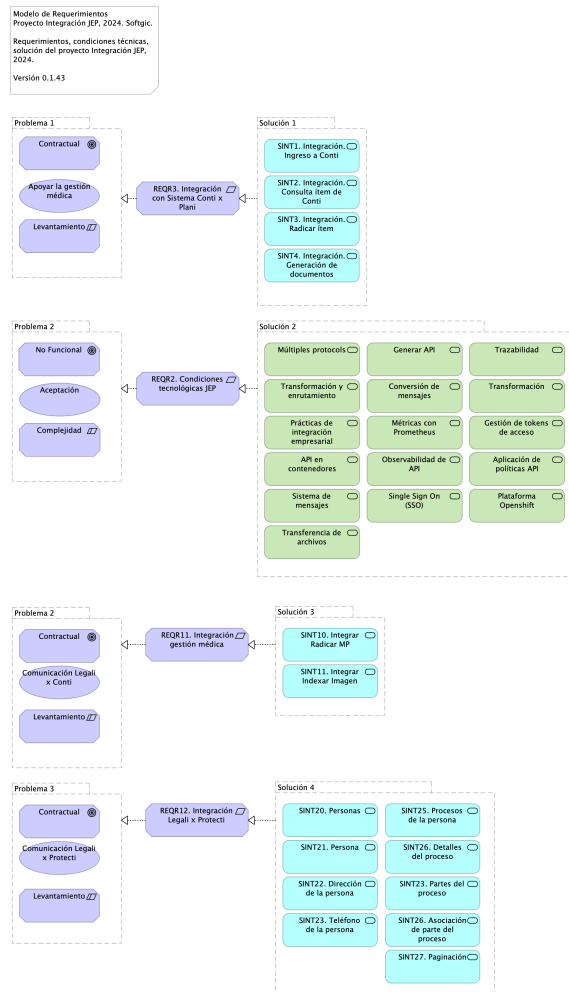 Modelo de Requerimientos
Proyecto Integración JEP, 2024. Softgic.
Requerimientos, condiciones técnicas,
solución del proyecto Integración JEP,
2024.
Versión 0.1.43
Problema 1
Contractual
Apoyar la gestión
médica
Levantamiento
REQR3. Integración
con Sistema Conti x
Plani
Solución 1
SINT1. Integración.
Ingreso a Conti
SINT2. Integración.
Consulta ítem de
Conti
SINT3. Integración.
Radicar ítem
SINT4. Integración.
Generación de
documentos
Problema 2
No Funcional
Aceptación
Complejidad
REQR2. Condiciones
tecnológicas JEP
Solución 2
Múltiples protocols
Generar API
Trazabilidad
Transformación y
enrutamiento
Conversión de
mensajes
Transformación
Prácticas de
integración
empresarial
Métricas con
Prometheus
Gestión de tokens
de acceso
API en
contenedores
Observabilidad de
API
Aplicación de
políticas API
Sistema de
mensajes
Single Sign On
(SSO)
Plataforma
Openshift
Transferencia de
archivos
Problema 2
Contractual
Comunicación Legali
x Conti
Levantamiento
REQR11. Integración
gestión médica
Solución 3
SINT10. Integrar
Radicar MP
SINT11. Integrar
Indexar Imagen
Problema 3
Contractual
Comunicación Legali
x Protecti
Levantamiento
REQR12. Integración
Legali x Protecti
Solución 4
SINT20. Personas
SINT25. Procesos
de la persona
SINT21. Persona
SINT26. Detalles
del proceso
SINT22. Dirección
de la persona
SINT23. Partes del
proceso
SINT23. Teléfono
de la persona
SINT26. Asociación
de parte del
proceso
SINT27. Paginación